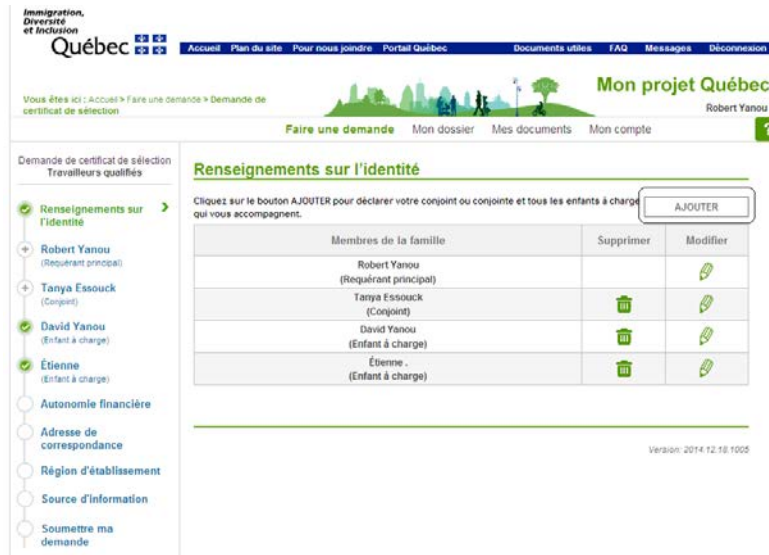 Immigration,
Diversité
et Inclusion
Québec
Accueil Plan du site Pour nous joindre Portail Québec Documents utiles FAQ Messages Déconnexion
Mon projet Québec
Vous êtes ici : Accueil > Faire une demande > Demande de
certificat de sélection
Robert Yanou
Faire une demande Mon dossier Mes documents Mon compte
?
Demande de certificat de sélection
Travailleurs qualifiés
Renseignements sur
l'identité
Robert Yanou
(Requérant principal)
Tanya Essouck
(Conjoint)
David Yanou
(Enfant à charge)
Étienne
(Enfant à charge)
Autonomie financière
Adresse de
correspondance
Région d'établissement
Source d'information
Soumettre ma
demande
Renseignements sur l'identité
Cliquez sur le bouton AJOUTER pour déclarer votre conjoint ou conjointe et tous les enfants à charge
qui vous accompagnent.
AJOUTER
Membres de la famille Supprimer Modifier
Robert Yanou
(Requérant principal)
Tanya Essouck
(Conjoint)
David Yanou
(Enfant à charge)
Étienne .
(Enfant à charge)
Version: 2014.12.18.1005